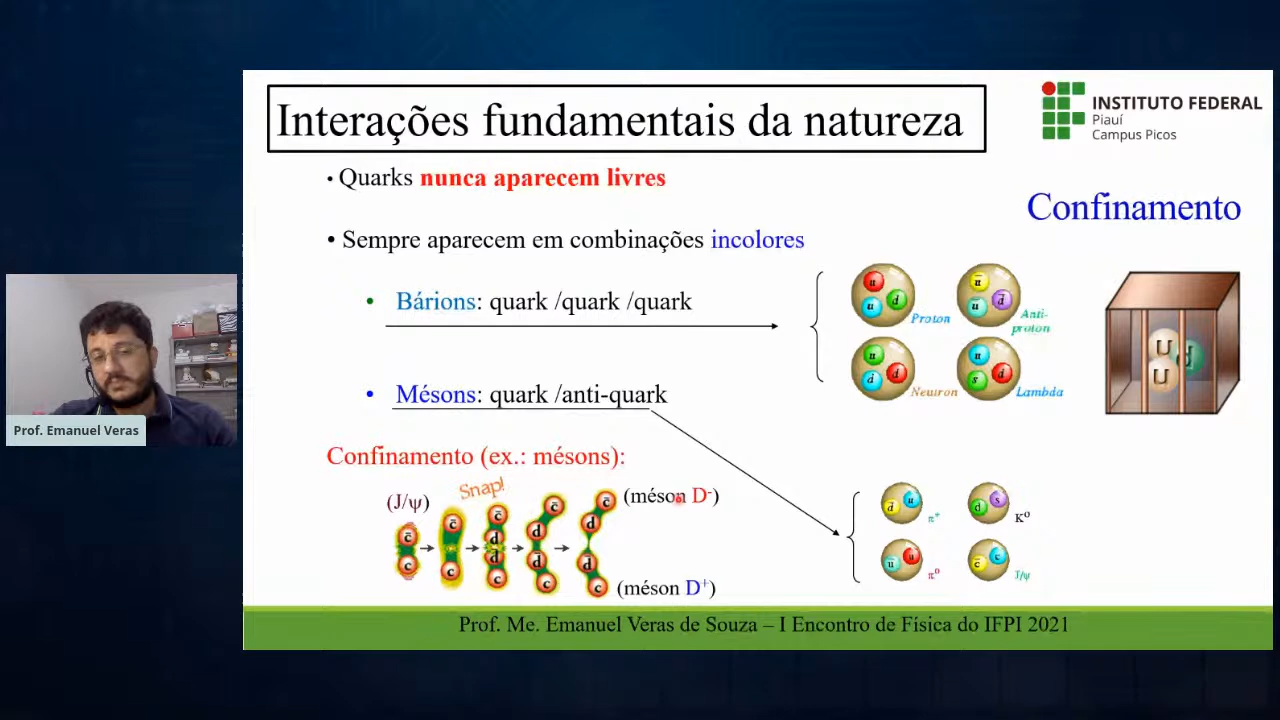 Interações fundamentais da natureza
INSTITUTO FEDERAL
Piauí
Campus Picos
• Quarks nunca aparecem livres
Confinamento
• Sempre aparecem em combinações incolores
• Bárions: quark /quark /quark
u
u d
Proton
u̅
u̅ d̅
Anti-
proton
u
d d
Neutron
u
s d
Lambda
U
d
U
• Mésons: quark /anti-quark
Prof. Emanuel Veras
Confinamento (ex.: mésons):
(J/ψ)
Snap!
(méson D⁻)
c̅ c̅ c̅ c̅ c̅
d d d
d̅ d̅ d̅
c c c c c
(méson D⁺)
d̅ u
π⁺
d s̅
K⁰
u̅ u
π⁰
c̅ c
J/ψ
Prof. Me. Emanuel Veras de Souza – I Encontro de Física do IFPI 2021